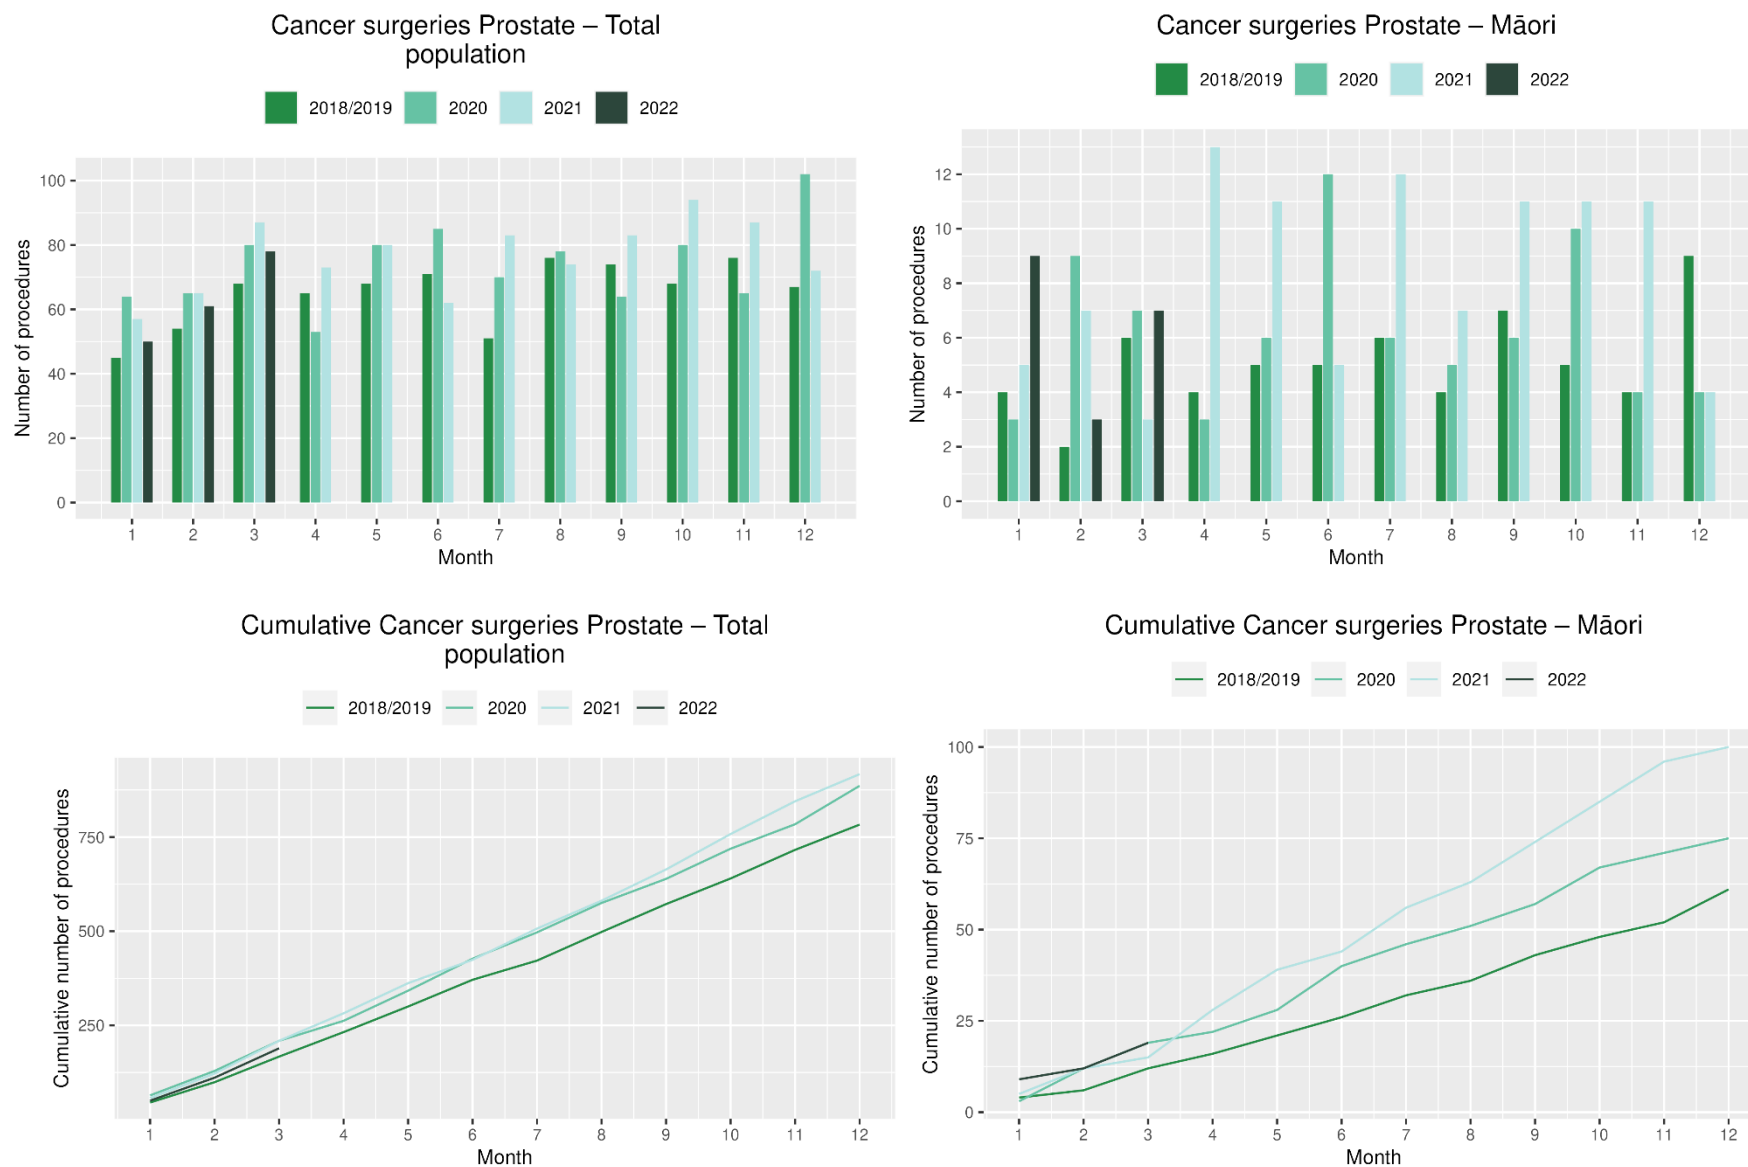 Cancer surgeries Prostate – Total
population
2018/2019 2020 2021 2022
Number of procedures
100
80
60
40
20
0
1 2 3 4 5 6 7 8 9 10 11 12
Month
Cancer surgeries Prostate – Māori
2018/2019 2020 2021 2022
Number of procedures
12
10
8
6
4
2
0
1 2 3 4 5 6 7 8 9 10 11 12
Month
Cumulative Cancer surgeries Prostate – Total
population
2018/2019 2020 2021 2022
Cumulative number of procedures
750
500
250
1 2 3 4 5 6 7 8 9 10 11 12
Month
Cumulative Cancer surgeries Prostate – Māori
2018/2019 2020 2021 2022
Cumulative number of procedures
100
75
50
25
0
1 2 3 4 5 6 7 8 9 10 11 12
Month